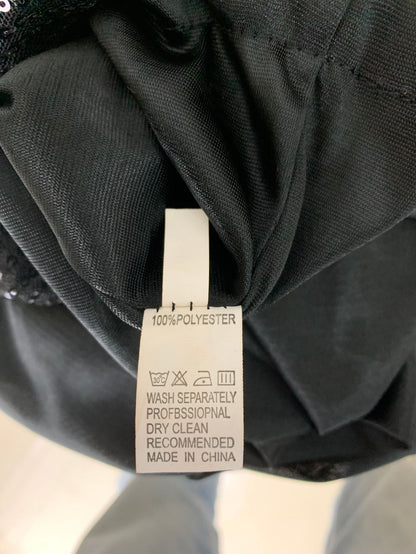 100%POLYESTER
WASH SEPARATELY
PROFBSSIOPNAL
DRY CLEAN
RECOMMENDED
MADE IN CHINA